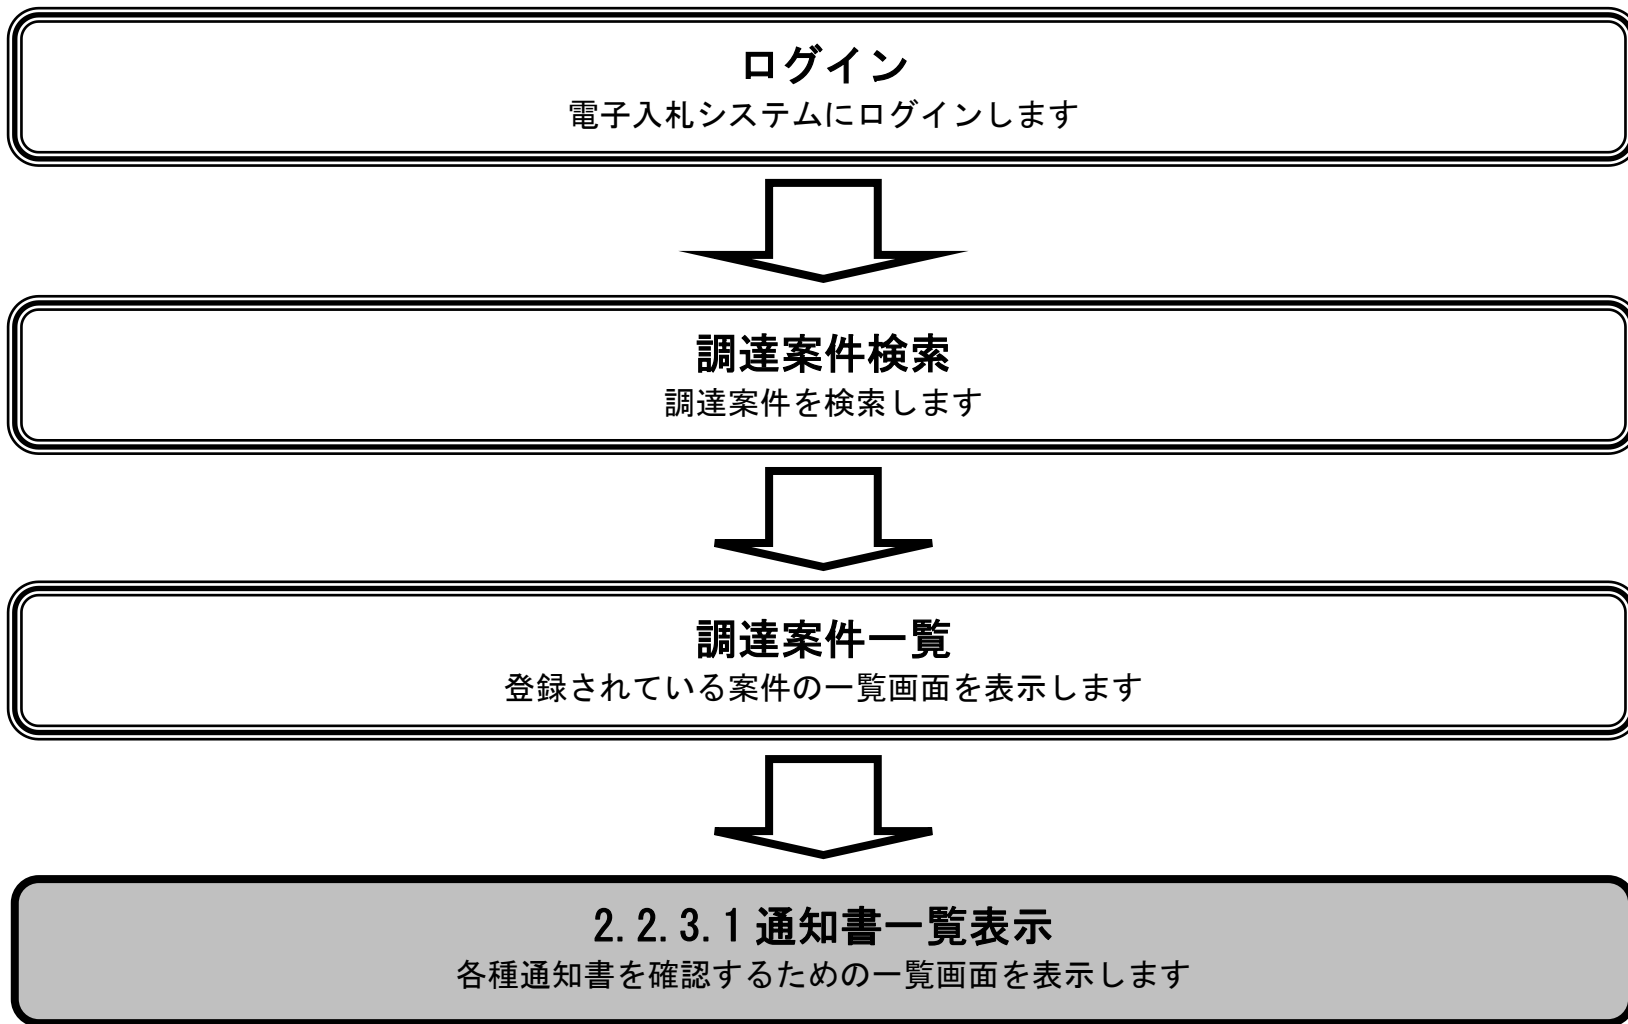 ログイン
電子入札システムにログインします
調達案件検索
調達案件を検索します
調達案件一覧
登録されている案件の一覧画面を表示します
2.2.3.1 通知書一覧表示
各種通知書を確認するための一覧画面を表示します